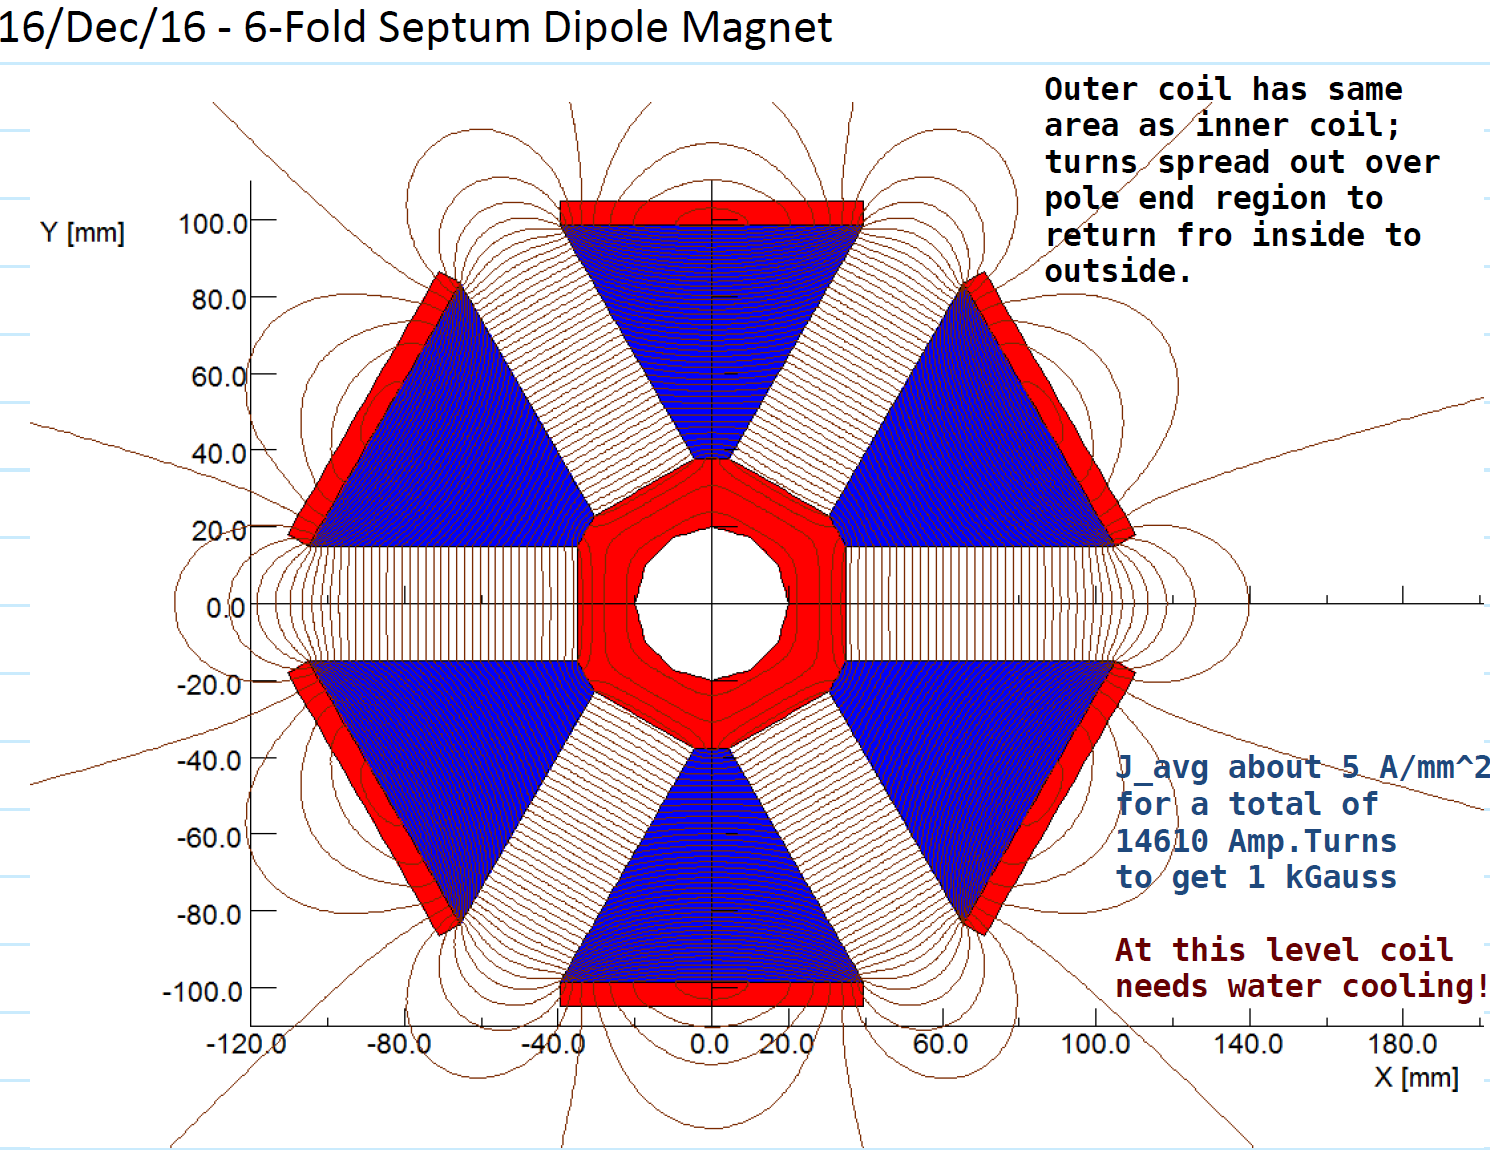 16/Dec/16 - 6-Fold Septum Dipole Magnet
Outer coil has same
area as inner coil;
turns spread out over
pole end region to
return fro inside to
outside.
Y [mm]
100.0
80.0
60.0
40.0
20.0
0.0
-20.0
-40.0
-60.0
-80.0
-100.0
J_avg about 5 A/mm^2
for a total of
14610 Amp.Turns
to get 1 kGauss
At this level coil
needs water cooling!
-120.0 -80.0 -40.0 0.0 20.0 60.0 100.0 140.0 180.0
X [mm]